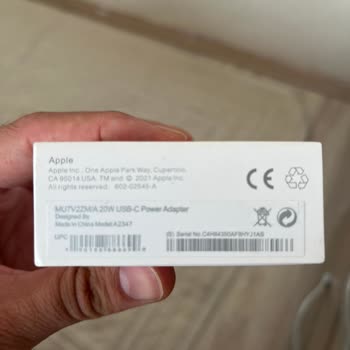 Apple
Apple Inc., One Apple Park Way, Cupertino,
CA 95014 USA. TM and © 2021 Apple Inc.
All rights reserved. 602-02545-A
CE
MU7V2ZM/A 20W USB-C Power Adapter
Designed By
Made in China Model:A2347
UPC
(S) Serial No.